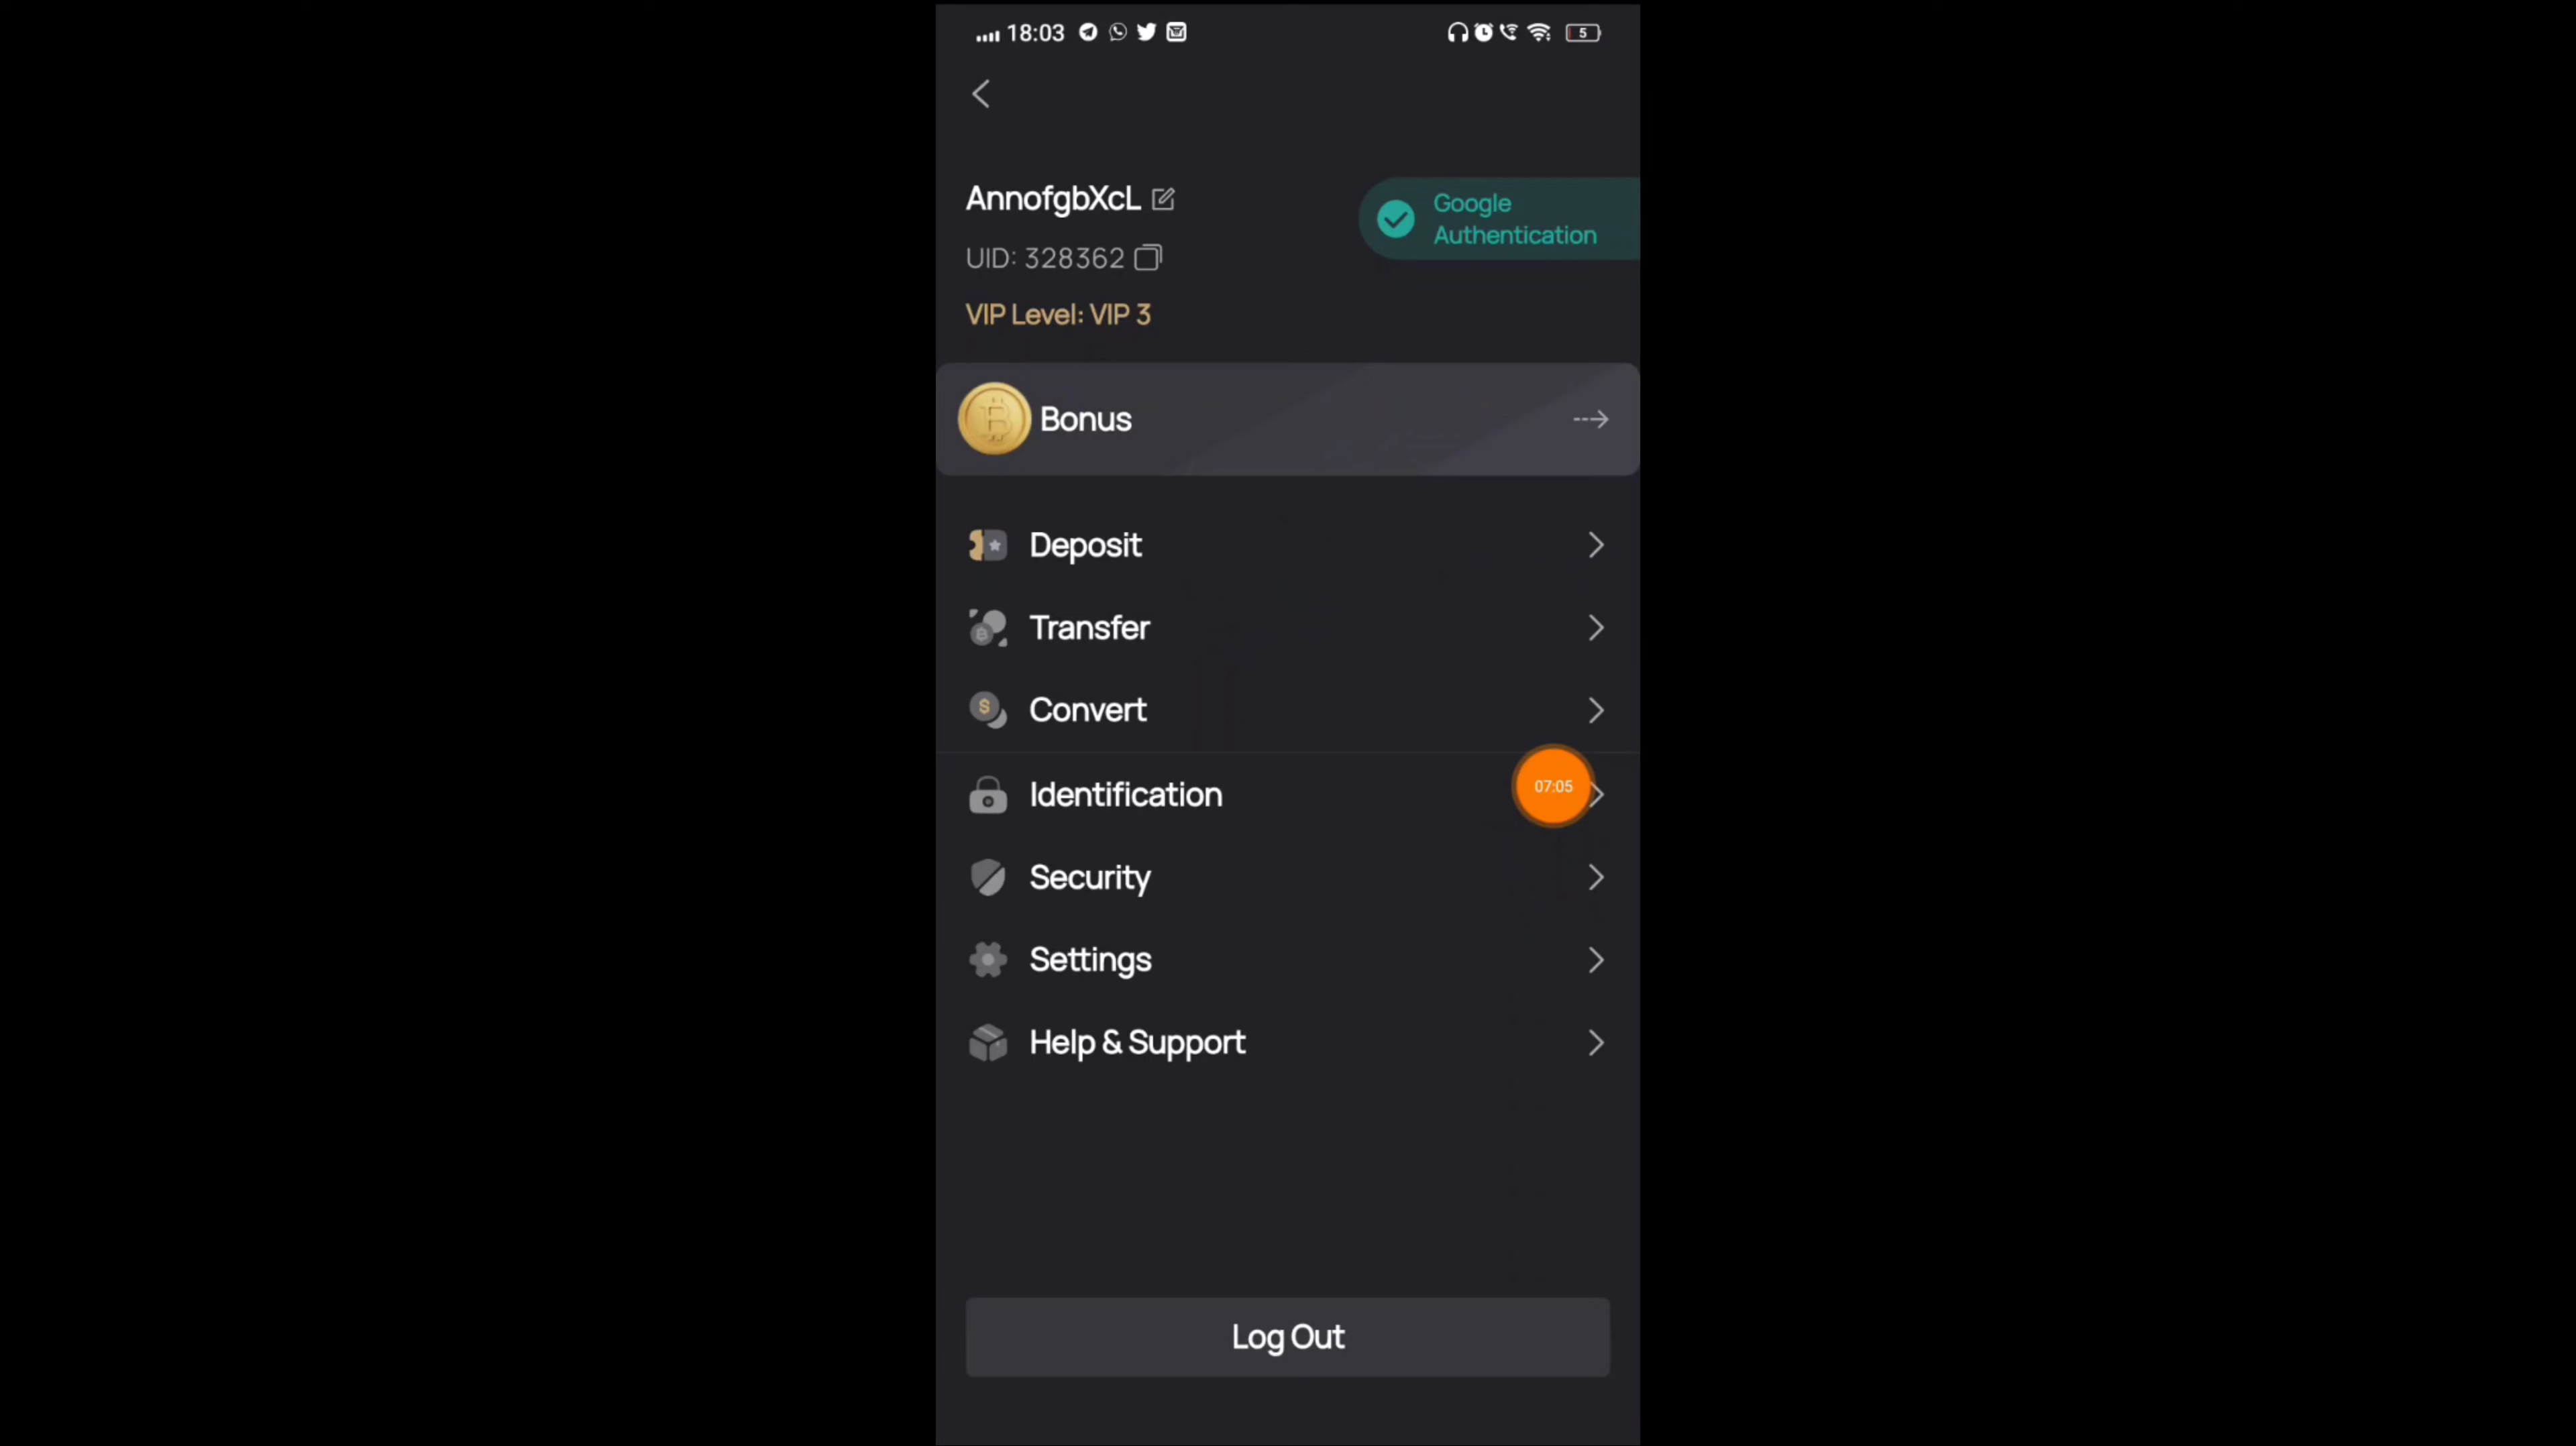 18:03
5
AnnofgbXcL
Google
Authentication
UID: 328362
VIP Level: VIP 3
Bonus
Deposit
Transfer
Convert
Identification
07:05
Security
Settings
Help & Support
Log Out